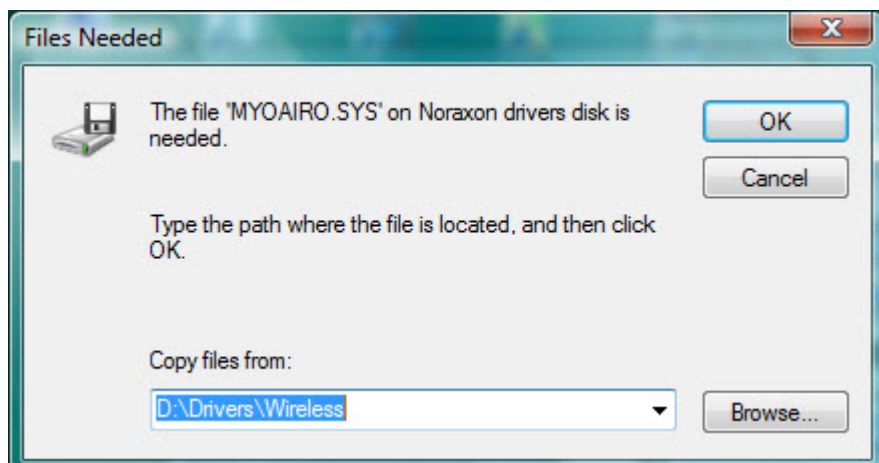 Files Needed
The file 'MYOAIRO.SYS' on Noraxon drivers disk is
needed.
OK
Cancel
Type the path where the file is located, and then click
OK.
Copy files from:
D:\Drivers\Wireless
Browse...